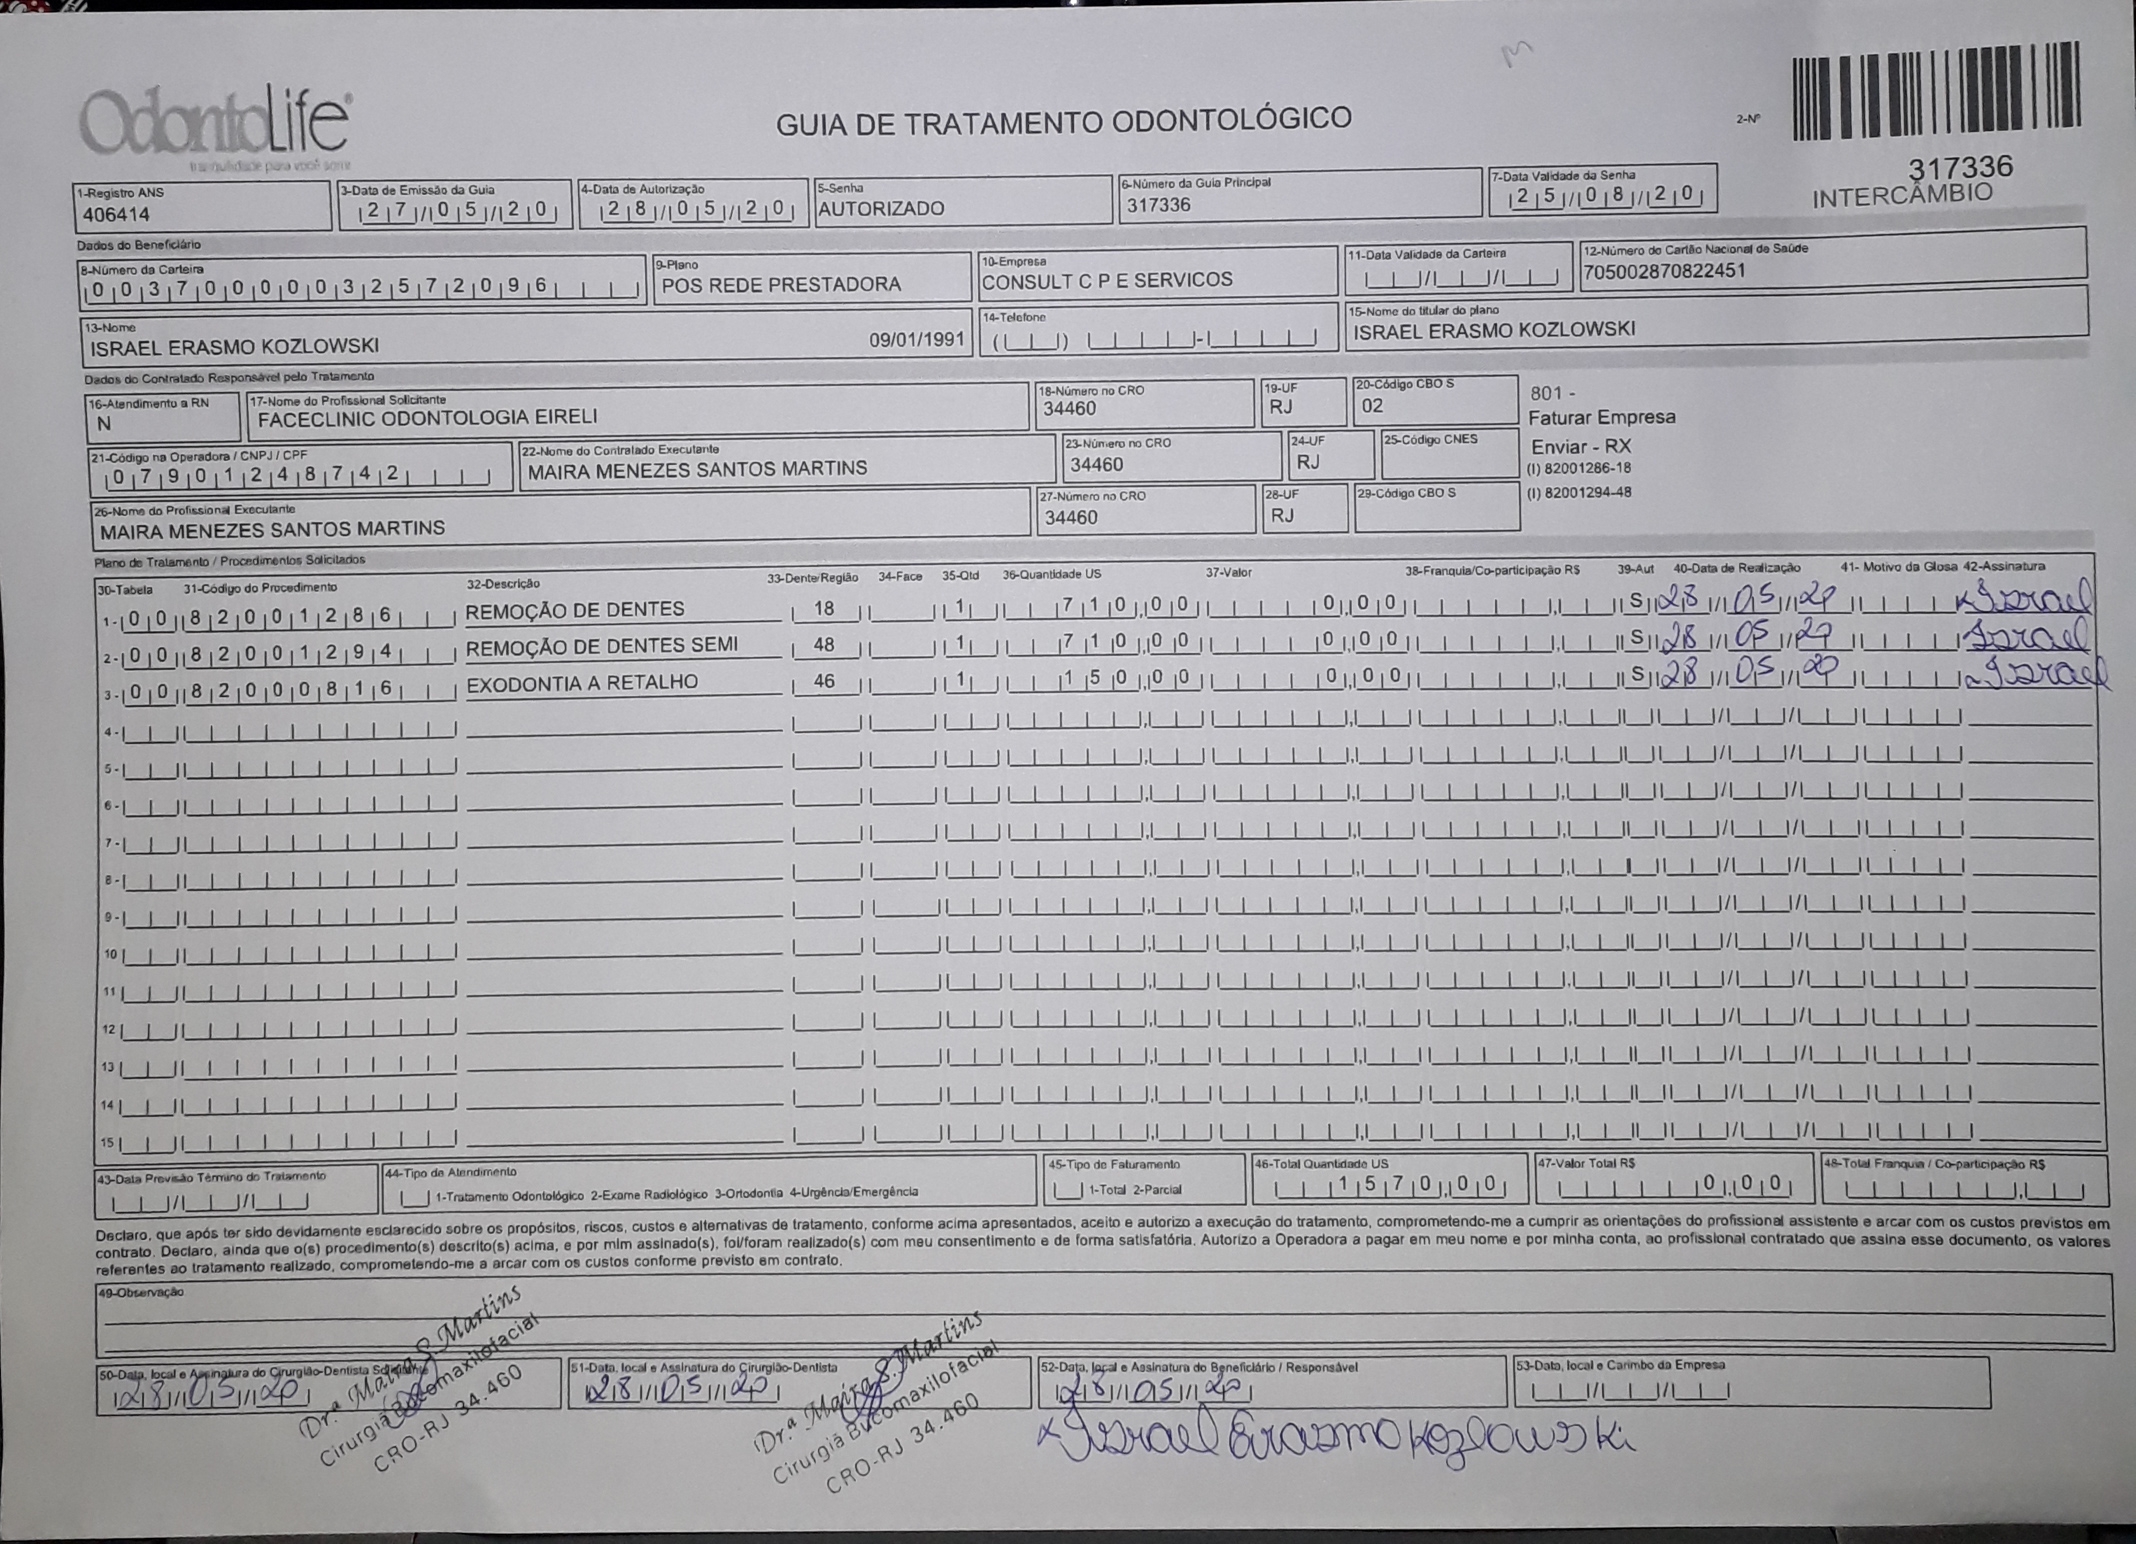 M
OdontoLife®
tranquilidade para você sorrir
GUIA DE TRATAMENTO ODONTOLÓGICO
2-Nº
317336
INTERCÂMBIO
1-Registro ANS
406414
3-Data de Emissão da Guia
27/05/20
4-Data de Autorização
28/05/20
5-Senha
AUTORIZADO
6-Número da Guia Principal
317336
7-Data Validade da Senha
25/08/20
Dados do Beneficiário
8-Número da Carteira
00370000032572096
9-Plano
POS REDE PRESTADORA
10-Empresa
CONSULT C P E SERVICOS
11-Data Validade da Carteira
12-Número do Cartão Nacional de Saúde
705002870822451
13-Nome
ISRAEL ERASMO KOZLOWSKI 09/01/1991
14-Telefone
15-Nome do titular do plano
ISRAEL ERASMO KOZLOWSKI
Dados do Contratado Responsável pelo Tratamento
16-Atendimento a RN
N
17-Nome do Profissional Solicitante
FACECLINIC ODONTOLOGIA EIRELI
18-Número no CRO
34460
19-UF
RJ
20-Código CBO S
02
801 -
Faturar Empresa
Enviar - RX
(I) 82001286-18
(I) 82001294-48
21-Código na Operadora / CNPJ / CPF
07901248742
22-Nome do Contratado Executante
MAIRA MENEZES SANTOS MARTINS
23-Número no CRO
34460
24-UF
RJ
25-Código CNES
26-Nome do Profissional Executante
MAIRA MENEZES SANTOS MARTINS
27-Número no CRO
34460
28-UF
RJ
29-Código CBO S
Plano de Tratamento / Procedimentos Solicitados
30-Tabela 31-Código do Procedimento 32-Descrição 33-Dente/Região 34-Face 35-Qtd 36-Quantidade US 37-Valor 38-Franquia/Co-participação R$ 39-Aut 40-Data de Realização 41- Motivo da Glosa 42-Assinatura
1- 00 82001286 REMOÇÃO DE DENTES 18 1 710,00 0,00 S 28/05/20 Israel
2- 00 82001294 REMOÇÃO DE DENTES SEMI 48 1 710,00 0,00 S 28/05/20 Israel
3- 00 82000816 EXODONTIA A RETALHO 46 1 150,00 0,00 S 28/05/20 Israel
4-
5-
6-
7-
8-
9-
10
11
12
13
14
15
43-Data Previsão Término do Tratamento
44-Tipo de Atendimento
1-Tratamento Odontológico 2-Exame Radiológico 3-Ortodontia 4-Urgência/Emergência
45-Tipo de Faturamento
1-Total 2-Parcial
46-Total Quantidade US
1570,00
47-Valor Total R$
0,00
48-Total Franquia / Co-participação R$
Declaro, que após ter sido devidamente esclarecido sobre os propósitos, riscos, custos e alternativas de tratamento, conforme acima apresentados, aceito e autorizo a execução do tratamento, comprometendo-me a cumprir as orientações do profissional assistente e arcar com os custos previstos em
contrato. Declaro, ainda que o(s) procedimento(s) descrito(s) acima, e por mim assinado(s), foi/foram realizado(s) com meu consentimento e de forma satisfatória. Autorizo a Operadora a pagar em meu nome e por minha conta, ao profissional contratado que assina esse documento, os valores
referentes ao tratamento realizado, comprometendo-me a arcar com os custos conforme previsto em contrato.
49-Observação
50-Data, local e Assinatura do Cirurgião-Dentista Solicitante
28/05/20
Dr.ª Maira S. Martins
Cirurgiã Bucomaxilofacial
CRO-RJ 34.460
51-Data, local e Assinatura do Cirurgião-Dentista
28/05/20
Dr.ª Maira S. Martins
Cirurgiã Bucomaxilofacial
CRO-RJ 34.460
52-Data, local e Assinatura do Beneficiário / Responsável
28/05/20
Israel Erasmo Kozlowski
53-Data, local e Carimbo da Empresa